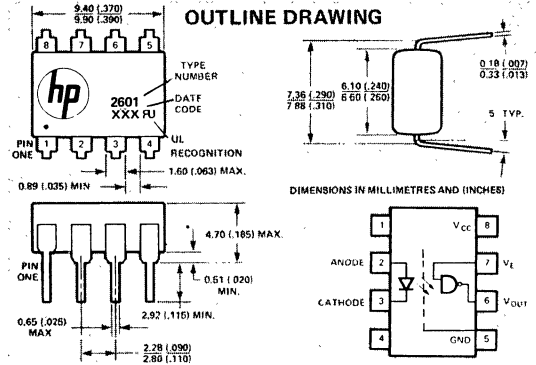 OUTLINE DRAWING
9.40 (.370)
9.90 (.390)
8 7 6 5
hp
TYPE
NUMBER
2601
DATE
CODE
XXX RU
UL
RECOGNITION
PIN
ONE
1 2 3 4
1.60 (.063) MAX.
0.89 (.035) MIN
7,36 (.290)
7 88 (.310)
6.10 (.240)
6 60 (.260)
0.18 (.007)
0.33 (.013)
5 TYP.
DIMENSIONS IN MILLIMETRES AND (INCHES)
4.70 (.185) MAX.
PIN
ONE
0.51 (.020)
MIN.
2.92 (.115) MIN.
0.65 (.025)
MAX
2.28 (.090)
2.80 (.110)
1
VCC
8
ANODE
2
7
VE
CATHODE
3
6
VOUT
4
GND
5